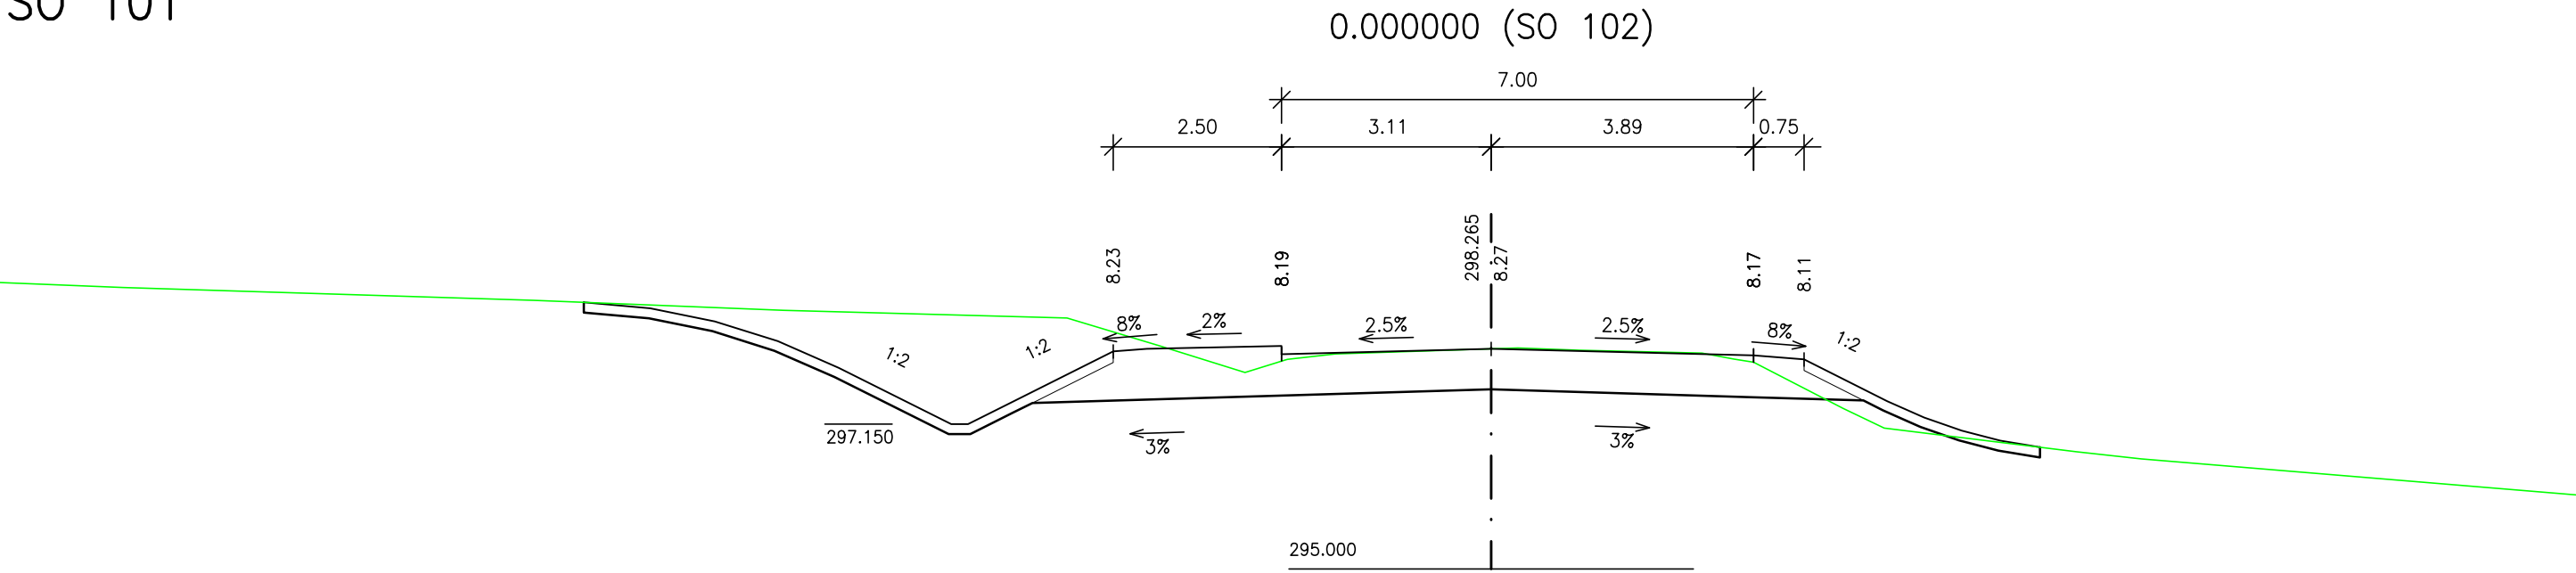 SO 101
0.000000 (SO 102)
7.00
2.50 3.11 3.89 0.75
8.23 8.19 298.265 8.27 8.17 8.11
8% 2% 2.5% 2.5% 8% 1:2
1:2 1:2
297.150
3% 3%
295.000